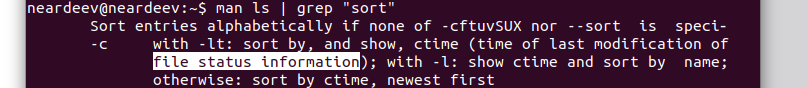 neardeev@neardeev:~$ man ls | grep "sort"
Sort entries alphabetically if none of -cftuvSUX nor --sort is speci-
-c with -lt: sort by, and show, ctime (time of last modification of
file status information); with -l: show ctime and sort by name;
otherwise: sort by ctime, newest first